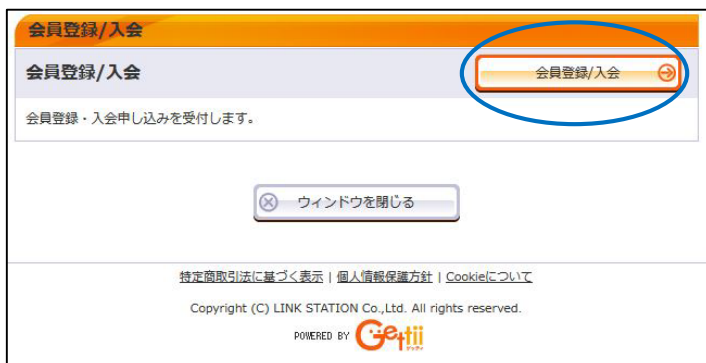 会員登録/入会
会員登録/入会
会員登録/入会
会員登録・入会申し込みを受付します。
ウィンドウを閉じる
特定商取引法に基づく表示 | 個人情報保護方針 | Cookieについて
Copyright (C) LINK STATION Co.,Ltd. All rights reserved.
POWERED BY Gettii
ゲッティ